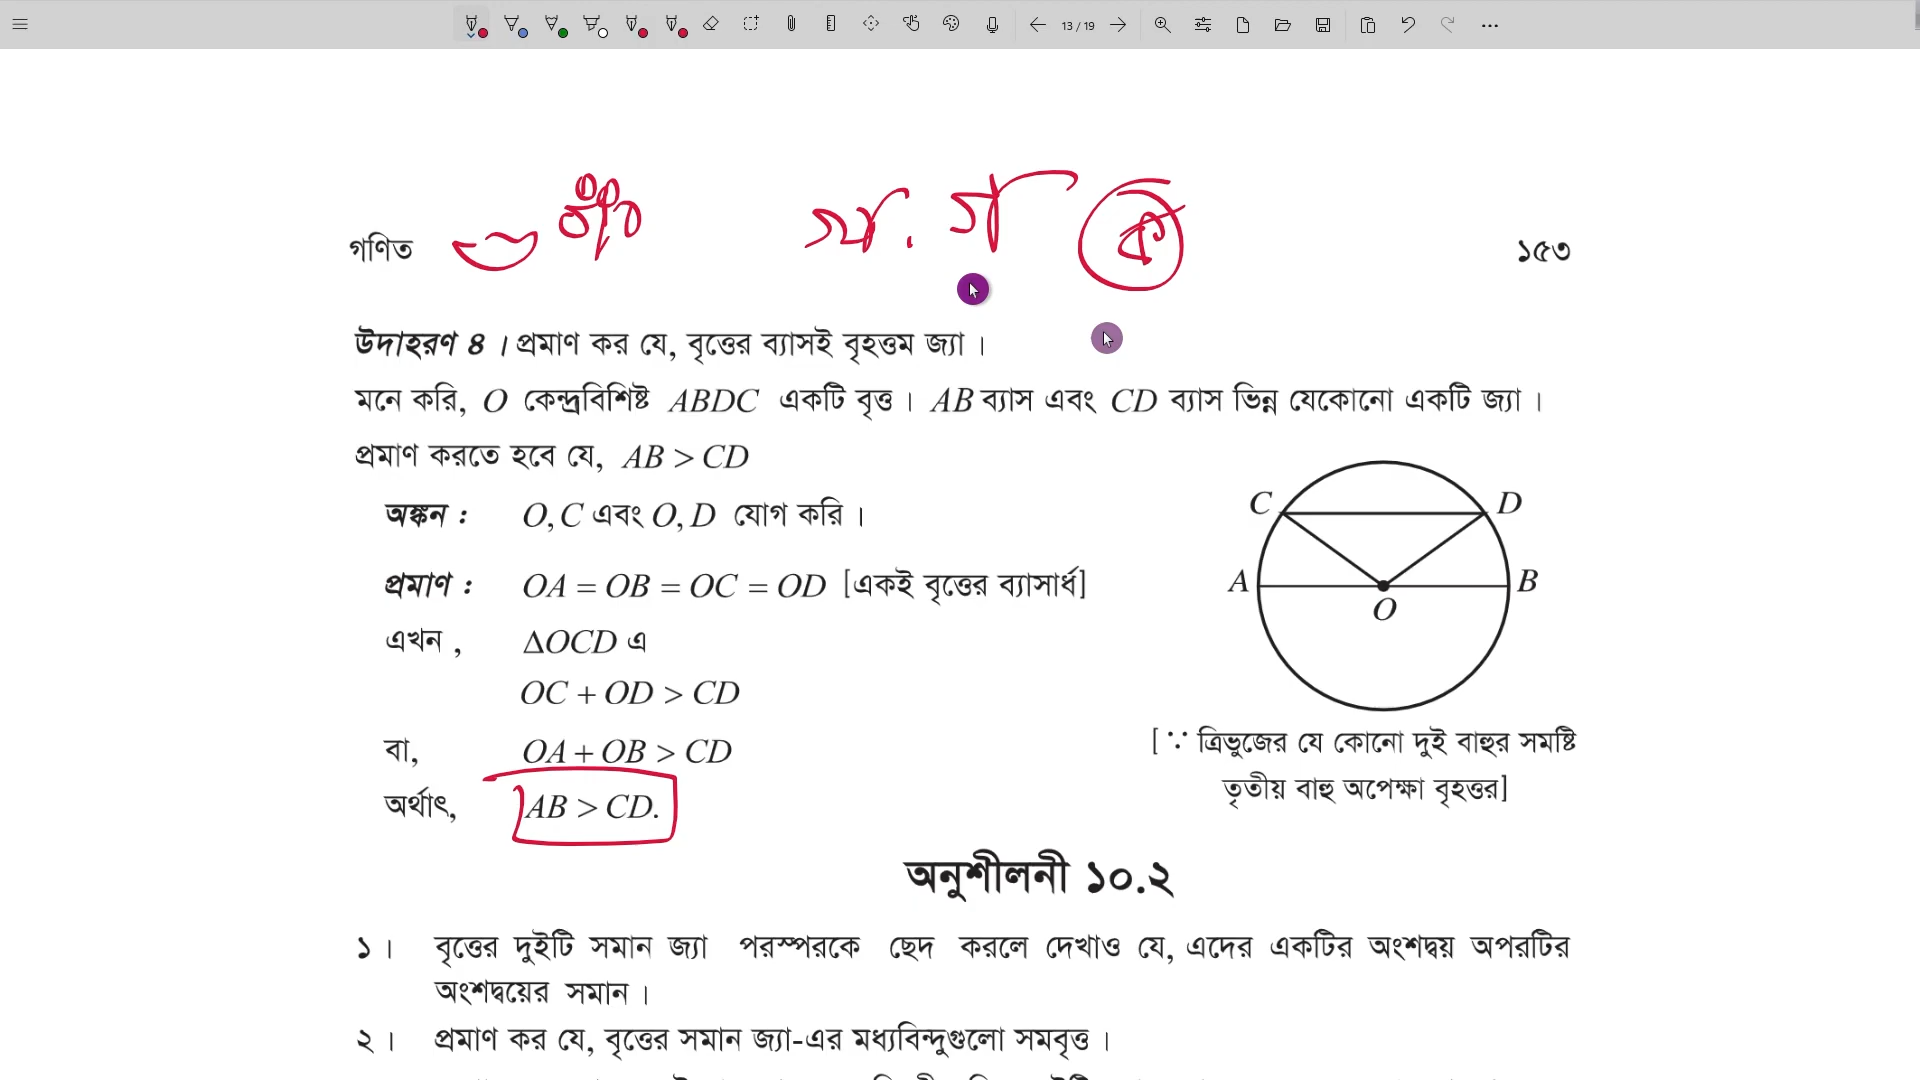 13 / 19
গণিত
ক
১৫৩
উদাহরণ ৪ । প্রমাণ কর যে, বৃত্তের ব্যাসই বৃহত্তম জ্যা ।
মনে করি, O কেন্দ্রবিশিষ্ট ABDC একটি বৃত্ত । AB ব্যাস এবং CD ব্যাস ভিন্ন যেকোনো একটি জ্যা ।
প্রমাণ করতে হবে যে, AB > CD
অঙ্কন : O, C এবং O, D যোগ করি ।
প্রমাণ : OA = OB = OC = OD [একই বৃত্তের ব্যাসার্ধ]
এখন , ΔOCD এ
OC + OD > CD
বা, OA + OB > CD
অর্থাৎ, AB > CD.
C D
A B
O
[ ∵ ত্রিভুজের যে কোনো দুই বাহুর সমষ্টি
তৃতীয় বাহু অপেক্ষা বৃহত্তর]
অনুশীলনী ১০.২
১ । বৃত্তের দুইটি সমান জ্যা পরস্পরকে ছেদ করলে দেখাও যে, এদের একটির অংশদ্বয় অপরটির
অংশদ্বয়ের সমান ।
২ । প্রমাণ কর যে, বৃত্তের সমান জ্যা-এর মধ্যবিন্দুগুলো সমবৃত্ত ।